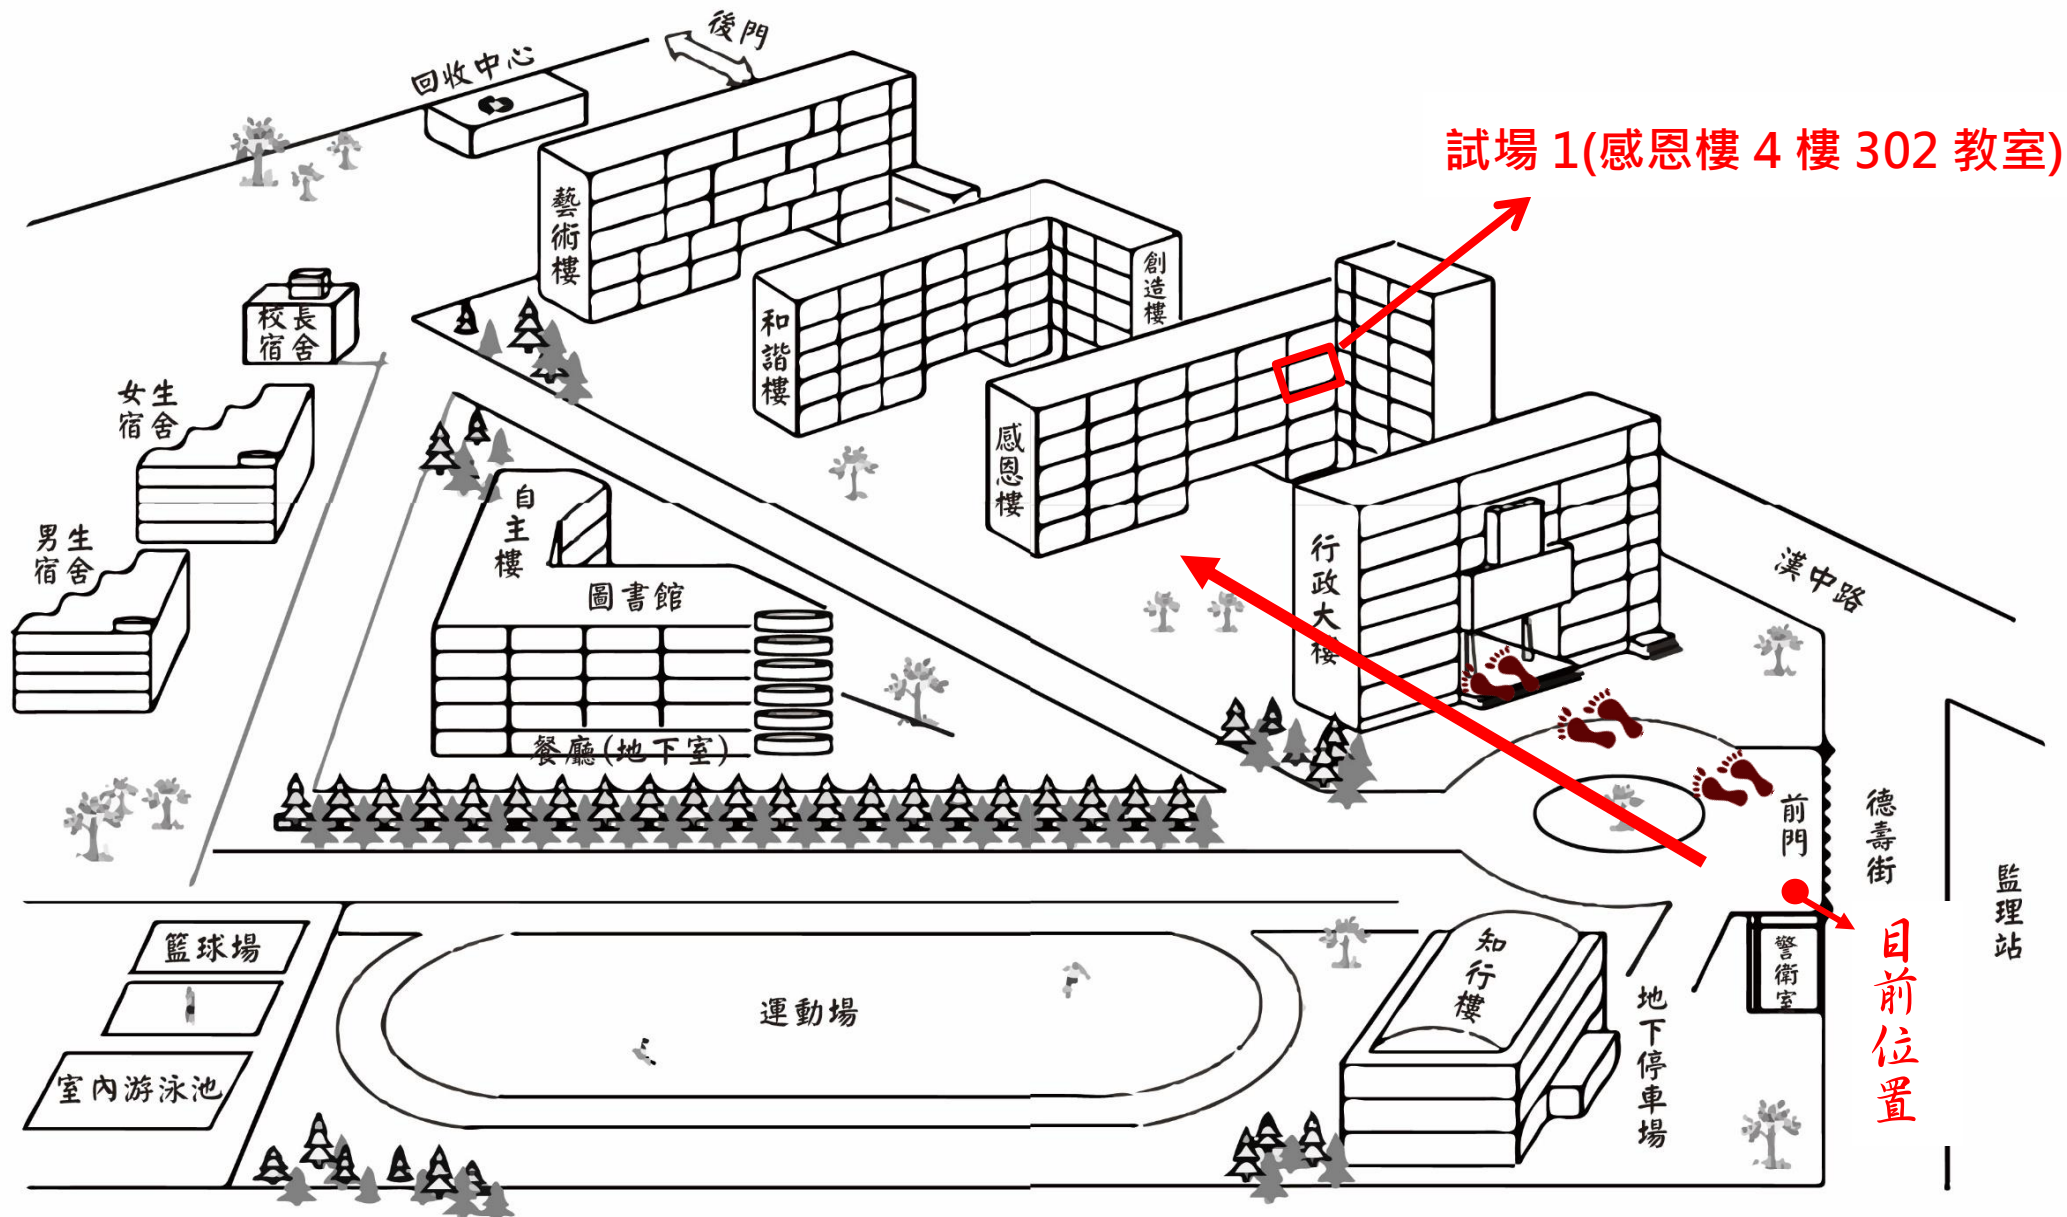 後門
回收中心
試場 1(感恩樓 4 樓 302 教室)
藝術樓
創造樓
和諧樓
校長
宿舍
女生
宿舍
感恩樓
自主樓
男生
宿舍
行政大樓
漢中路
圖書館
餐廳(地下室)
前門
德壽街
監理站
籃球場
知行樓
警衛室
目前位置
運動場
地下停車場
室內游泳池